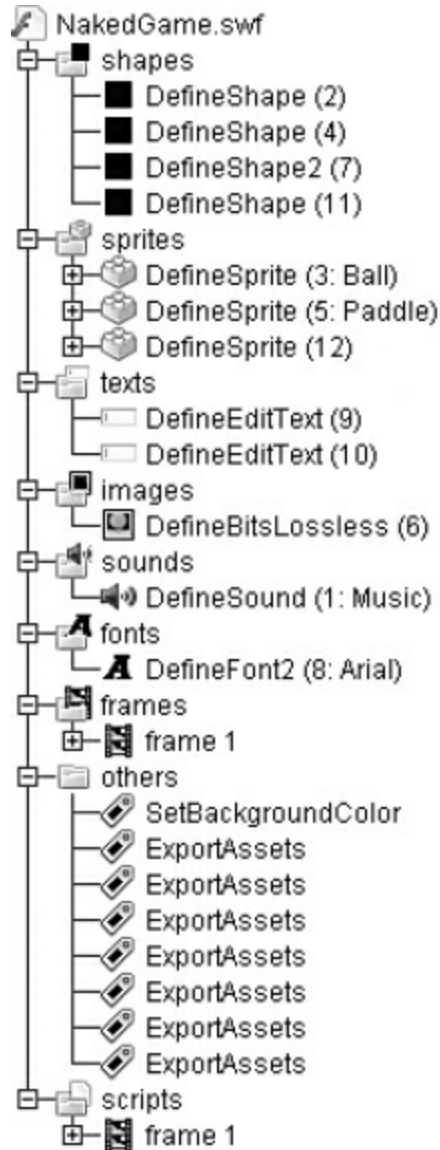 NakedGame.swf
shapes
DefineShape (2)
DefineShape (4)
DefineShape2 (7)
DefineShape (11)
sprites
DefineSprite (3: Ball)
DefineSprite (5: Paddle)
DefineSprite (12)
texts
DefineEditText (9)
DefineEditText (10)
images
DefineBitsLossless (6)
sounds
DefineSound (1: Music)
fonts
DefineFont2 (8: Arial)
frames
frame 1
others
SetBackgroundColor
ExportAssets
ExportAssets
ExportAssets
ExportAssets
ExportAssets
ExportAssets
ExportAssets
scripts
frame 1